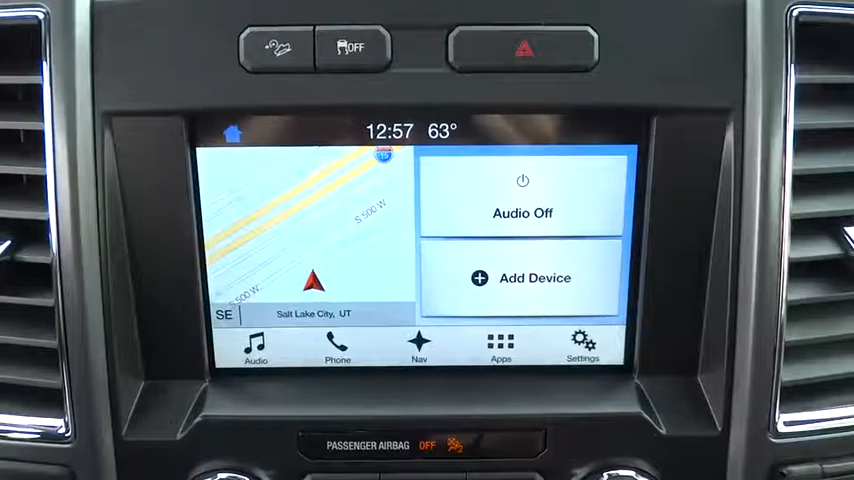 OFF
12:57 63°
15
S 500 W
S 500 W
SE
Salt Lake City, UT
Audio Off
Add Device
Audio Phone Nav Apps Settings
PASSENGER AIRBAG OFF